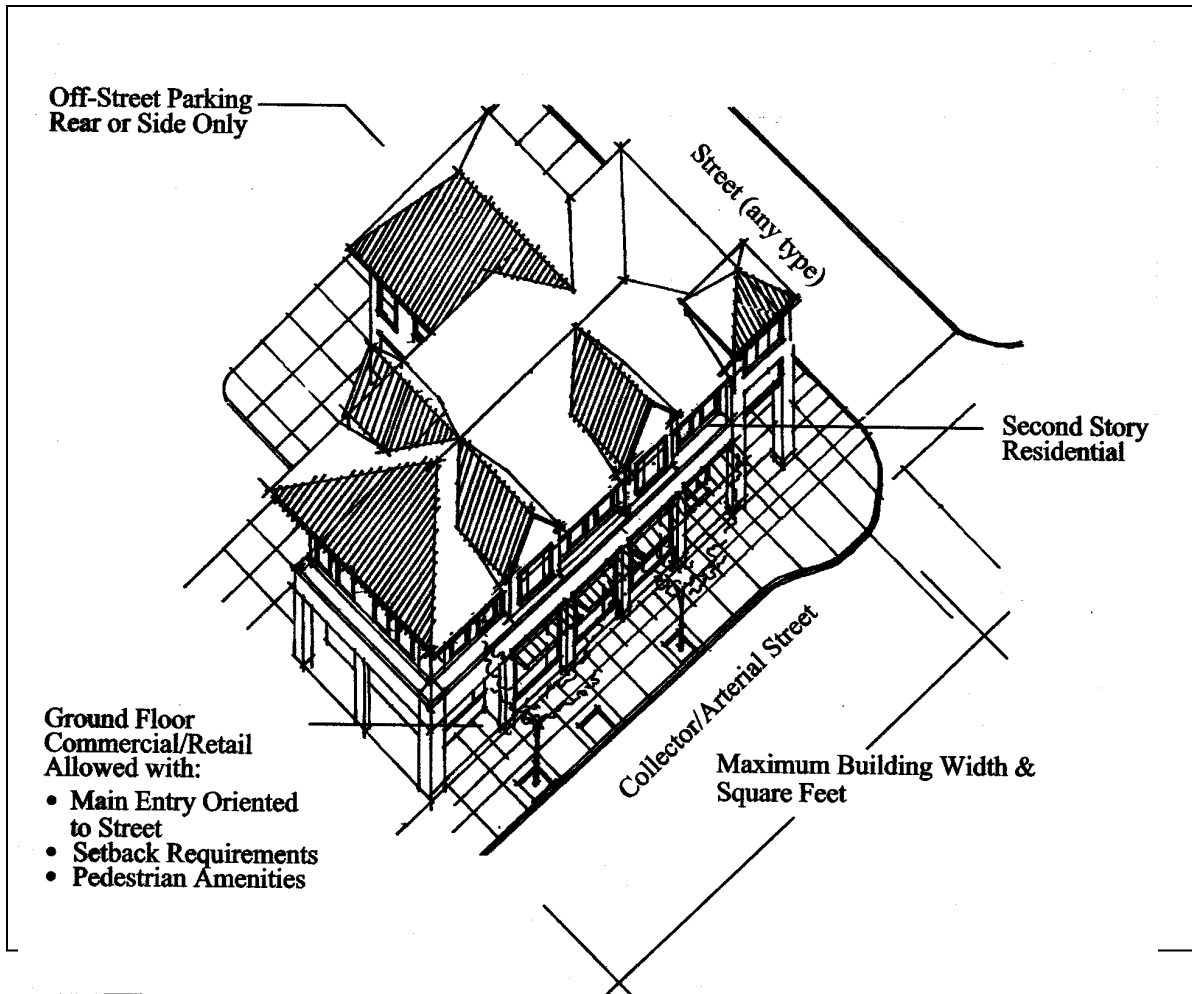 Off-Street Parking
Rear or Side Only
Street (any type)
Second Story
Residential
Ground Floor
Commercial/Retail
Allowed with:
• Main Entry Oriented
to Street
• Setback Requirements
• Pedestrian Amenities
Collector/Arterial Street
Maximum Building Width &
Square Feet